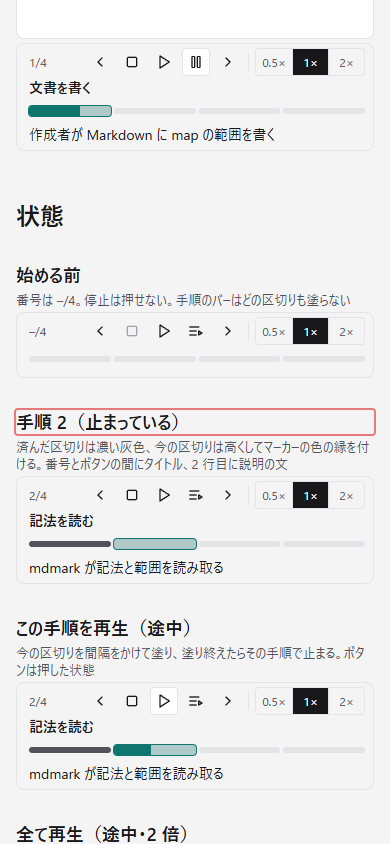 1/4
0.5×
1×
2×
文書を書く
作成者が Markdown に map の範囲を書く
状態
始める前
番号は –/4。停止は押せない。手順のバーはどの区切りも塗らない
–/4
0.5×
1×
2×
手順 2（止まっている）
済んだ区切りは濃い灰色、今の区切りは高くしてマーカーの色の縁を付
ける。番号とボタンの間にタイトル、2 行目に説明の文
2/4
0.5×
1×
2×
記法を読む
mdmark が記法と範囲を読み取る
この手順を再生（途中）
今の区切りを間隔をかけて塗り、塗り終えたらその手順で止まる。ボタ
ンは押した状態
2/4
0.5×
1×
2×
記法を読む
mdmark が記法と範囲を読み取る
全て再生（途中・2 倍）